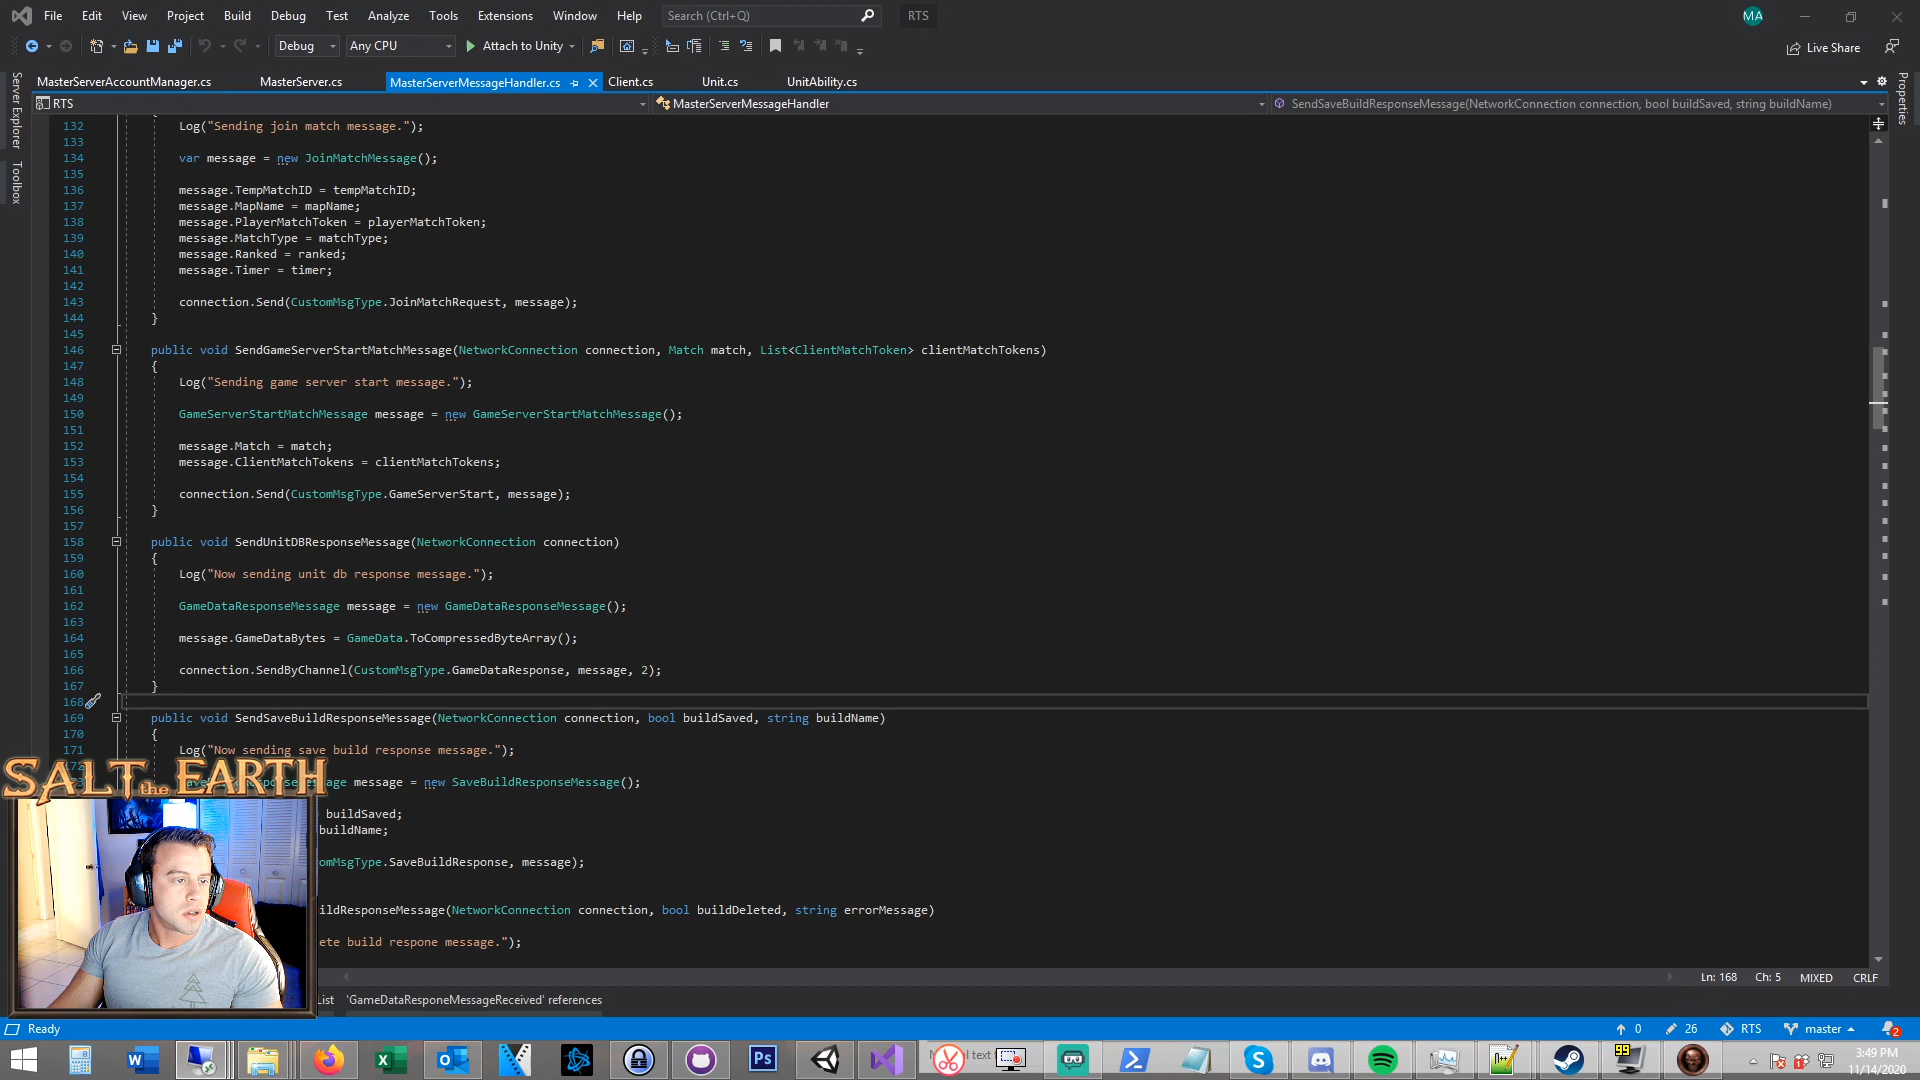 File Edit View Project Build Debug Test Analyze Tools Extensions Window Help Search (Ctrl+Q) RTS MA
Debug Any CPU Attach to Unity Live Share
MasterServerAccountManager.cs MasterServer.cs MasterServerMessageHandler.cs Client.cs Unit.cs UnitAbility.cs
RTS MasterServerMessageHandler SendSaveBuildResponseMessage(NetworkConnection connection, bool buildSaved, string buildName)
Server Explorer
Toolbox
Properties
132 Log("Sending join match message.");
133
134 var message = new JoinMatchMessage();
135
136 message.TempMatchID = tempMatchID;
137 message.MapName = mapName;
138 message.PlayerMatchToken = playerMatchToken;
139 message.MatchType = matchType;
140 message.Ranked = ranked;
141 message.Timer = timer;
142
143 connection.Send(CustomMsgType.JoinMatchRequest, message);
144 }
145
146 public void SendGameServerStartMatchMessage(NetworkConnection connection, Match match, List<ClientMatchToken> clientMatchTokens)
147 {
148 Log("Sending game server start message.");
149
150 GameServerStartMatchMessage message = new GameServerStartMatchMessage();
151
152 message.Match = match;
153 message.ClientMatchTokens = clientMatchTokens;
154
155 connection.Send(CustomMsgType.GameServerStart, message);
156 }
157
158 public void SendUnitDBResponseMessage(NetworkConnection connection)
159 {
160 Log("Now sending unit db response message.");
161
162 GameDataResponseMessage message = new GameDataResponseMessage();
163
164 message.GameDataBytes = GameData.ToCompressedByteArray();
165
166 connection.SendByChannel(CustomMsgType.GameDataResponse, message, 2);
167 }
168
169 public void SendSaveBuildResponseMessage(NetworkConnection connection, bool buildSaved, string buildName)
170 {
171 Log("Now sending save build response message.");
SALT the EARTH
message = new SaveBuildResponseMessage();
buildSaved;
buildName;
omMsgType.SaveBuildResponse, message);
ildResponseMessage(NetworkConnection connection, bool buildDeleted, string errorMessage)
ete build respone message.");
Ln: 168 Ch: 5 MIXED CRLF
List 'GameDataResponeMessageReceived' references
Ready 0 26 RTS master 2
Ps 99
3:49 PM
11/14/2020